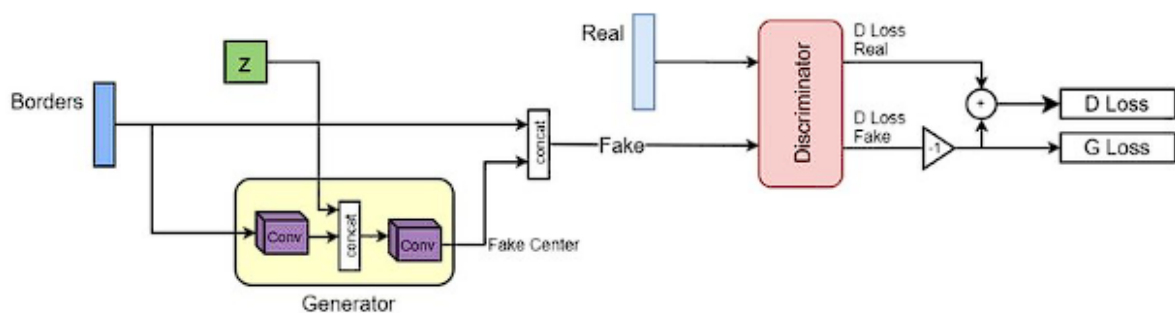 Borders
Z
Conv
concat
Conv
Generator
Fake Center
concat
Fake
Real
Discriminator
D Loss
Real
D Loss
Fake
-1
+
D Loss
G Loss